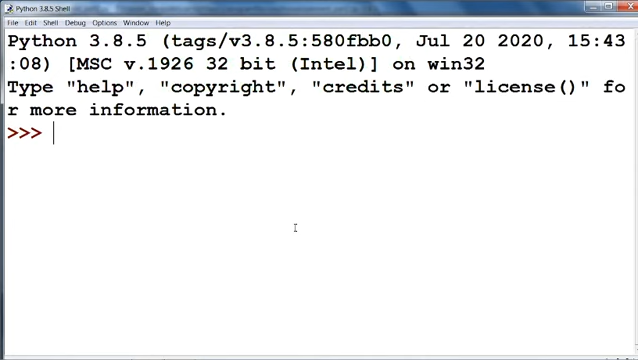 Python 3.8.5 Shell
File Edit Shell Debug Options Window Help
Python 3.8.5 (tags/v3.8.5:580fbb0, Jul 20 2020, 15:43
:08) [MSC v.1926 32 bit (Intel)] on win32
Type "help", "copyright", "credits" or "license()" fo
r more information.
>>>